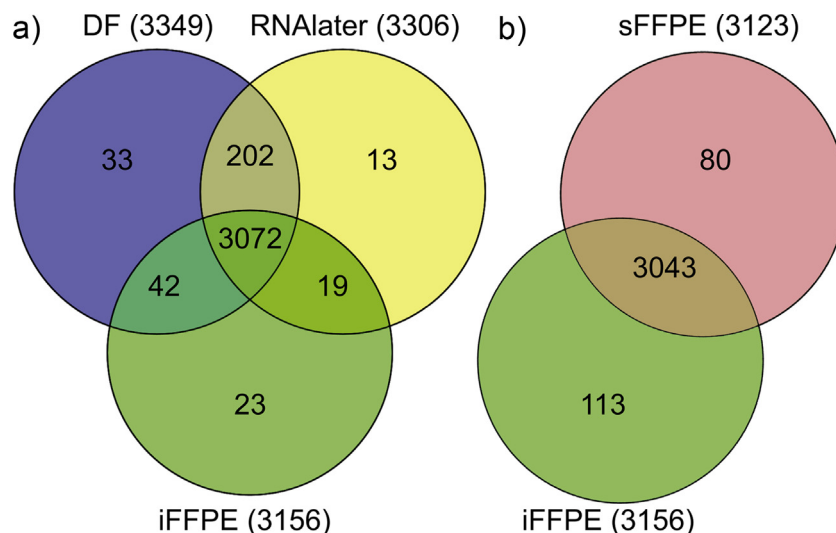 a) DF (3349) RNAlater (3306) b) sFFPE (3123)
33 202 13 80
3072 3043
42 19
23 113
iFFPE (3156) iFFPE (3156)